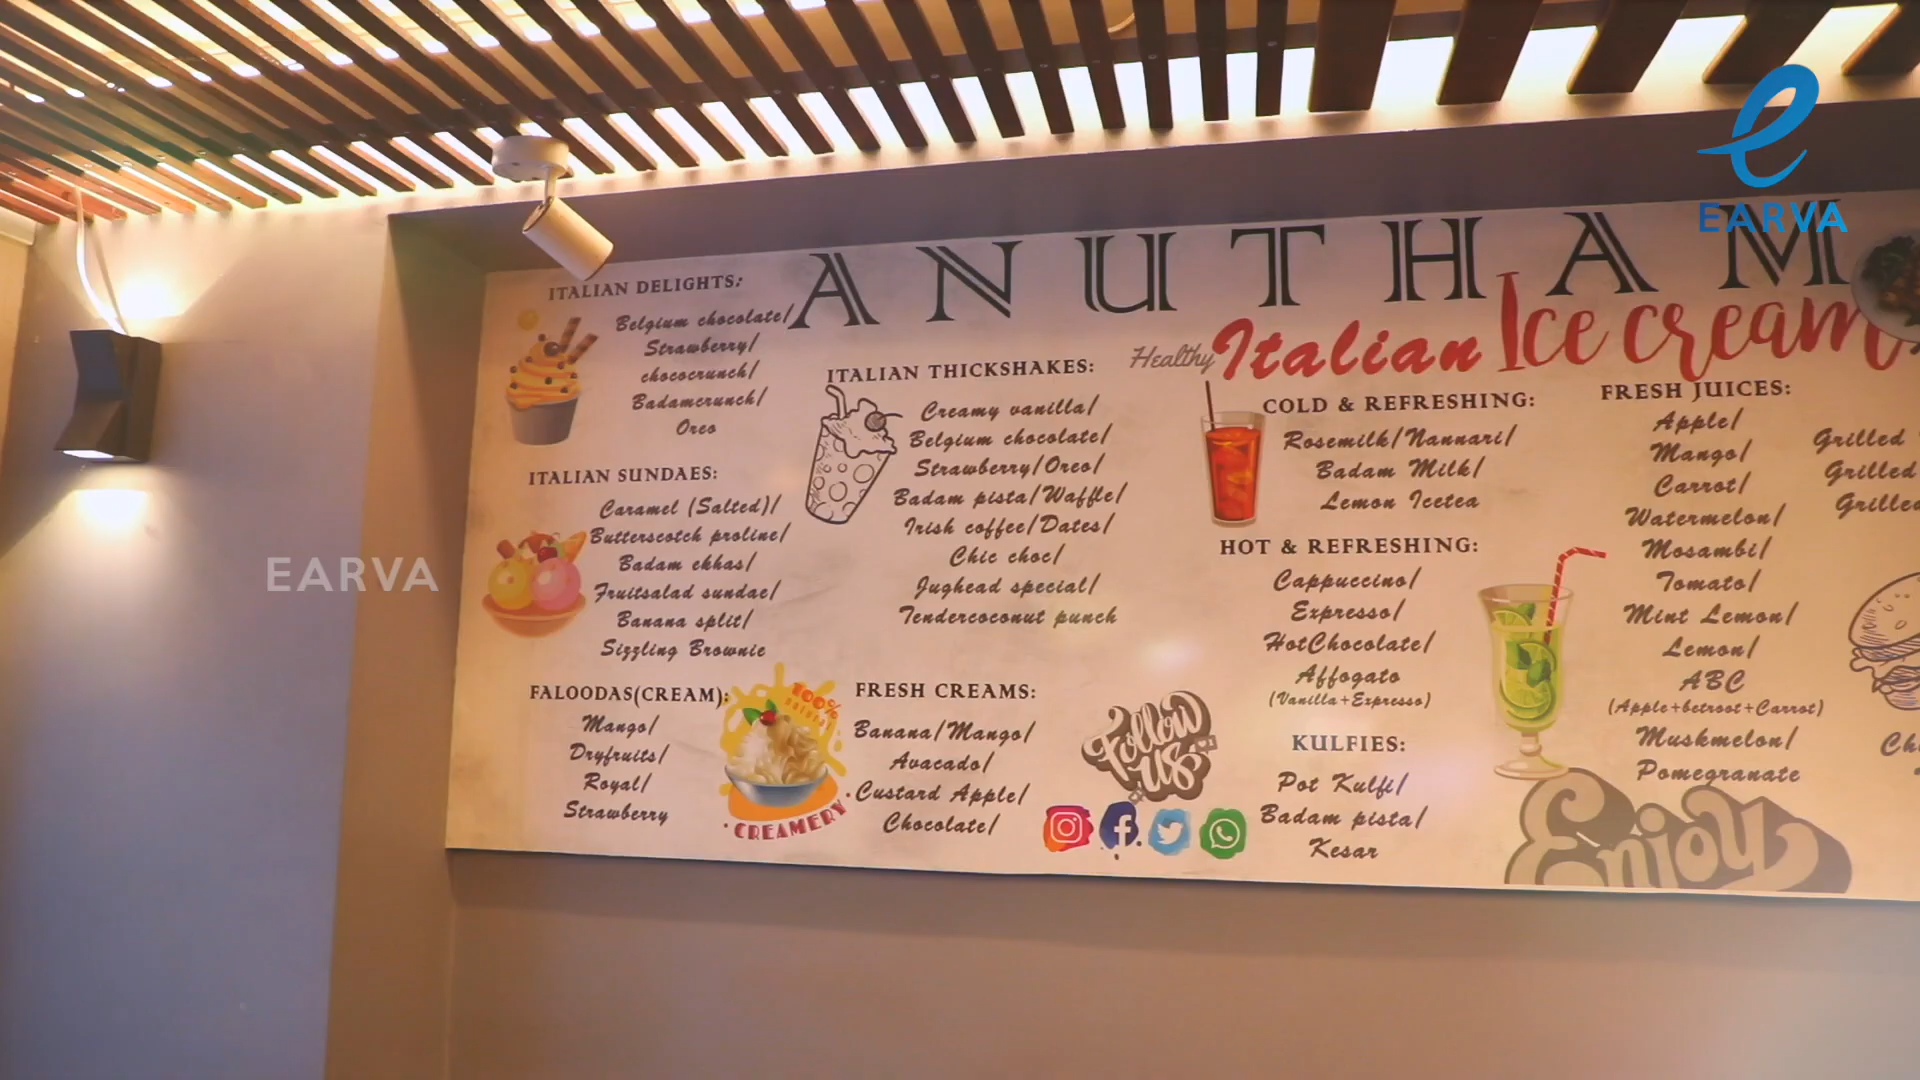 EARVA
EARVA
ANUTHAM
Healthy Italian Ice cream
ITALIAN DELIGHTS:
Belgium chocolate/
Strawberry/
chococrunch/
Badamcrunch/
Oreo
ITALIAN SUNDAES:
Caramel (Salted)/
Butterscotch proline/
Badam ekhas/
Fruitsalad sundae/
Banana split/
Sizzling Brownie
FALOODAS(CREAM):
Mango/
Dryfruits/
Royal/
Strawberry
100%
natural
CREAMERY
ITALIAN THICKSHAKES:
Creamy vanilla/
Belgium chocolate/
Strawberry/Oreo/
Badam pista/Waffle/
Irish coffee/Dates/
Chic choc/
Jughead special/
Tendercoconut punch
FRESH CREAMS:
Banana/Mango/
Avacado/
Custard Apple/
Chocolate/
Follow
us
COLD & REFRESHING:
Rosemilk/Nannari/
Badam Milk/
Lemon Icetea
HOT & REFRESHING:
Cappuccino/
Expresso/
HotChocolate/
Affogato
(Vanilla+Expresso)
KULFIES:
Pot Kulfi/
Badam pista/
Kesar
FRESH JUICES:
Apple/
Mango/
Carrot/
Watermelon/
Mosambi/
Tomato/
Mint Lemon/
Lemon/
ABC
(Apple+betroot+Carrot)
Muskmelon/
Pomegranate
Enjoy
Grilled
Grilled
Grilled